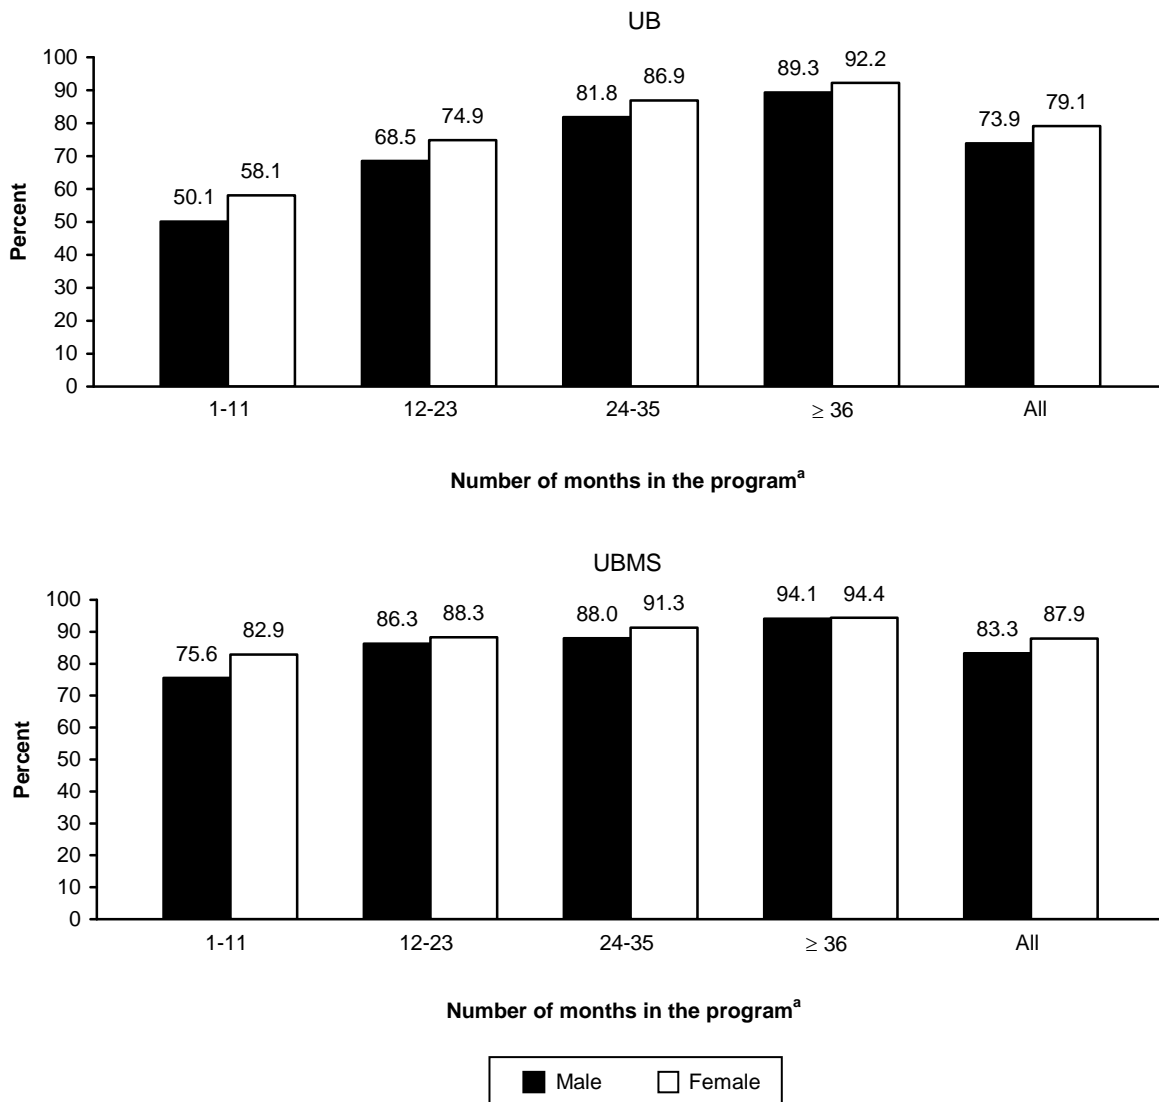 UB
100
90
80
70
60
50
40
30
20
10
0
Percent
50.1 58.1 68.5 74.9 81.8 86.9 89.3 92.2 73.9 79.1
1-11 12-23 24-35 ≥ 36 All
Number of months in the programᵃ
UBMS
100
90
80
70
60
50
40
30
20
10
0
Percent
75.6 82.9 86.3 88.3 88.0 91.3 94.1 94.4 83.3 87.9
1-11 12-23 24-35 ≥ 36 All
Number of months in the programᵃ
Male Female